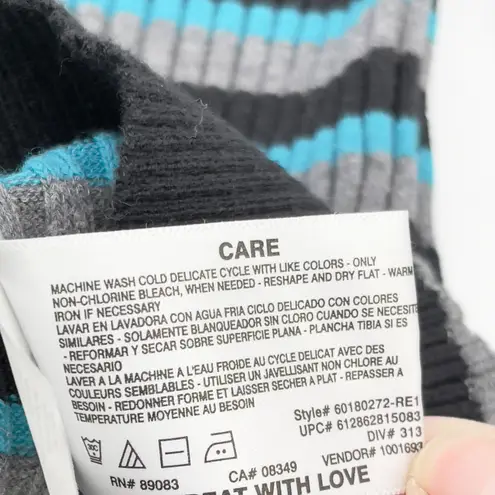 CARE
MACHINE WASH COLD DELICATE CYCLE WITH LIKE COLORS - ONLY
NON-CHLORINE BLEACH, WHEN NEEDED - RESHAPE AND DRY FLAT - WARM
IRON IF NECESSARY
LAVAR EN LAVADORA CON AGUA FRIA CICLO DELICADO CON COLORES
SIMILARES - SOLAMENTE BLANQUEADOR SIN CLORO CUANDO SE NECESITE
- REFORMAR Y SECAR SOBRE SUPERFICIE PLANA - PLANCHA TIBIA SI ES
NECESARIO
LAVER A LA MACHINE A L'EAU FROIDE AU CYCLE DELICAT AVEC DES
COULEURS SEMBLABLES - UTILISER UN JAVELLISANT NON CHLORE AU
BESOIN - REDONNER FORME ET LAISSER SECHER A PLAT - REPASSER A
TEMPERATURE MOYENNE AU BESOIN
Style# 60180272-RE1
UPC# 612862815083
DIV# 313
VENDOR# 1001693
RN# 89083 CA# 08349
TREAT WITH LOVE